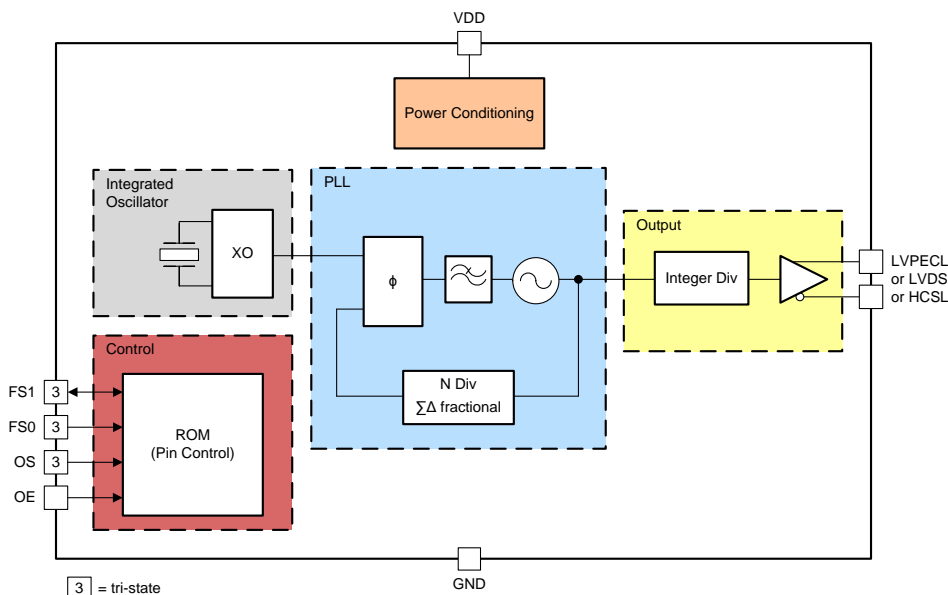 VDD
Power Conditioning
Integrated
Oscillator
XO
PLL
ϕ
N Div
∑Δ fractional
Output
Integer Div
LVPECL
or LVDS
or HCSL
Control
ROM
(Pin Control)
FS1
3
FS0
3
OS
3
OE
GND
3 = tri-state